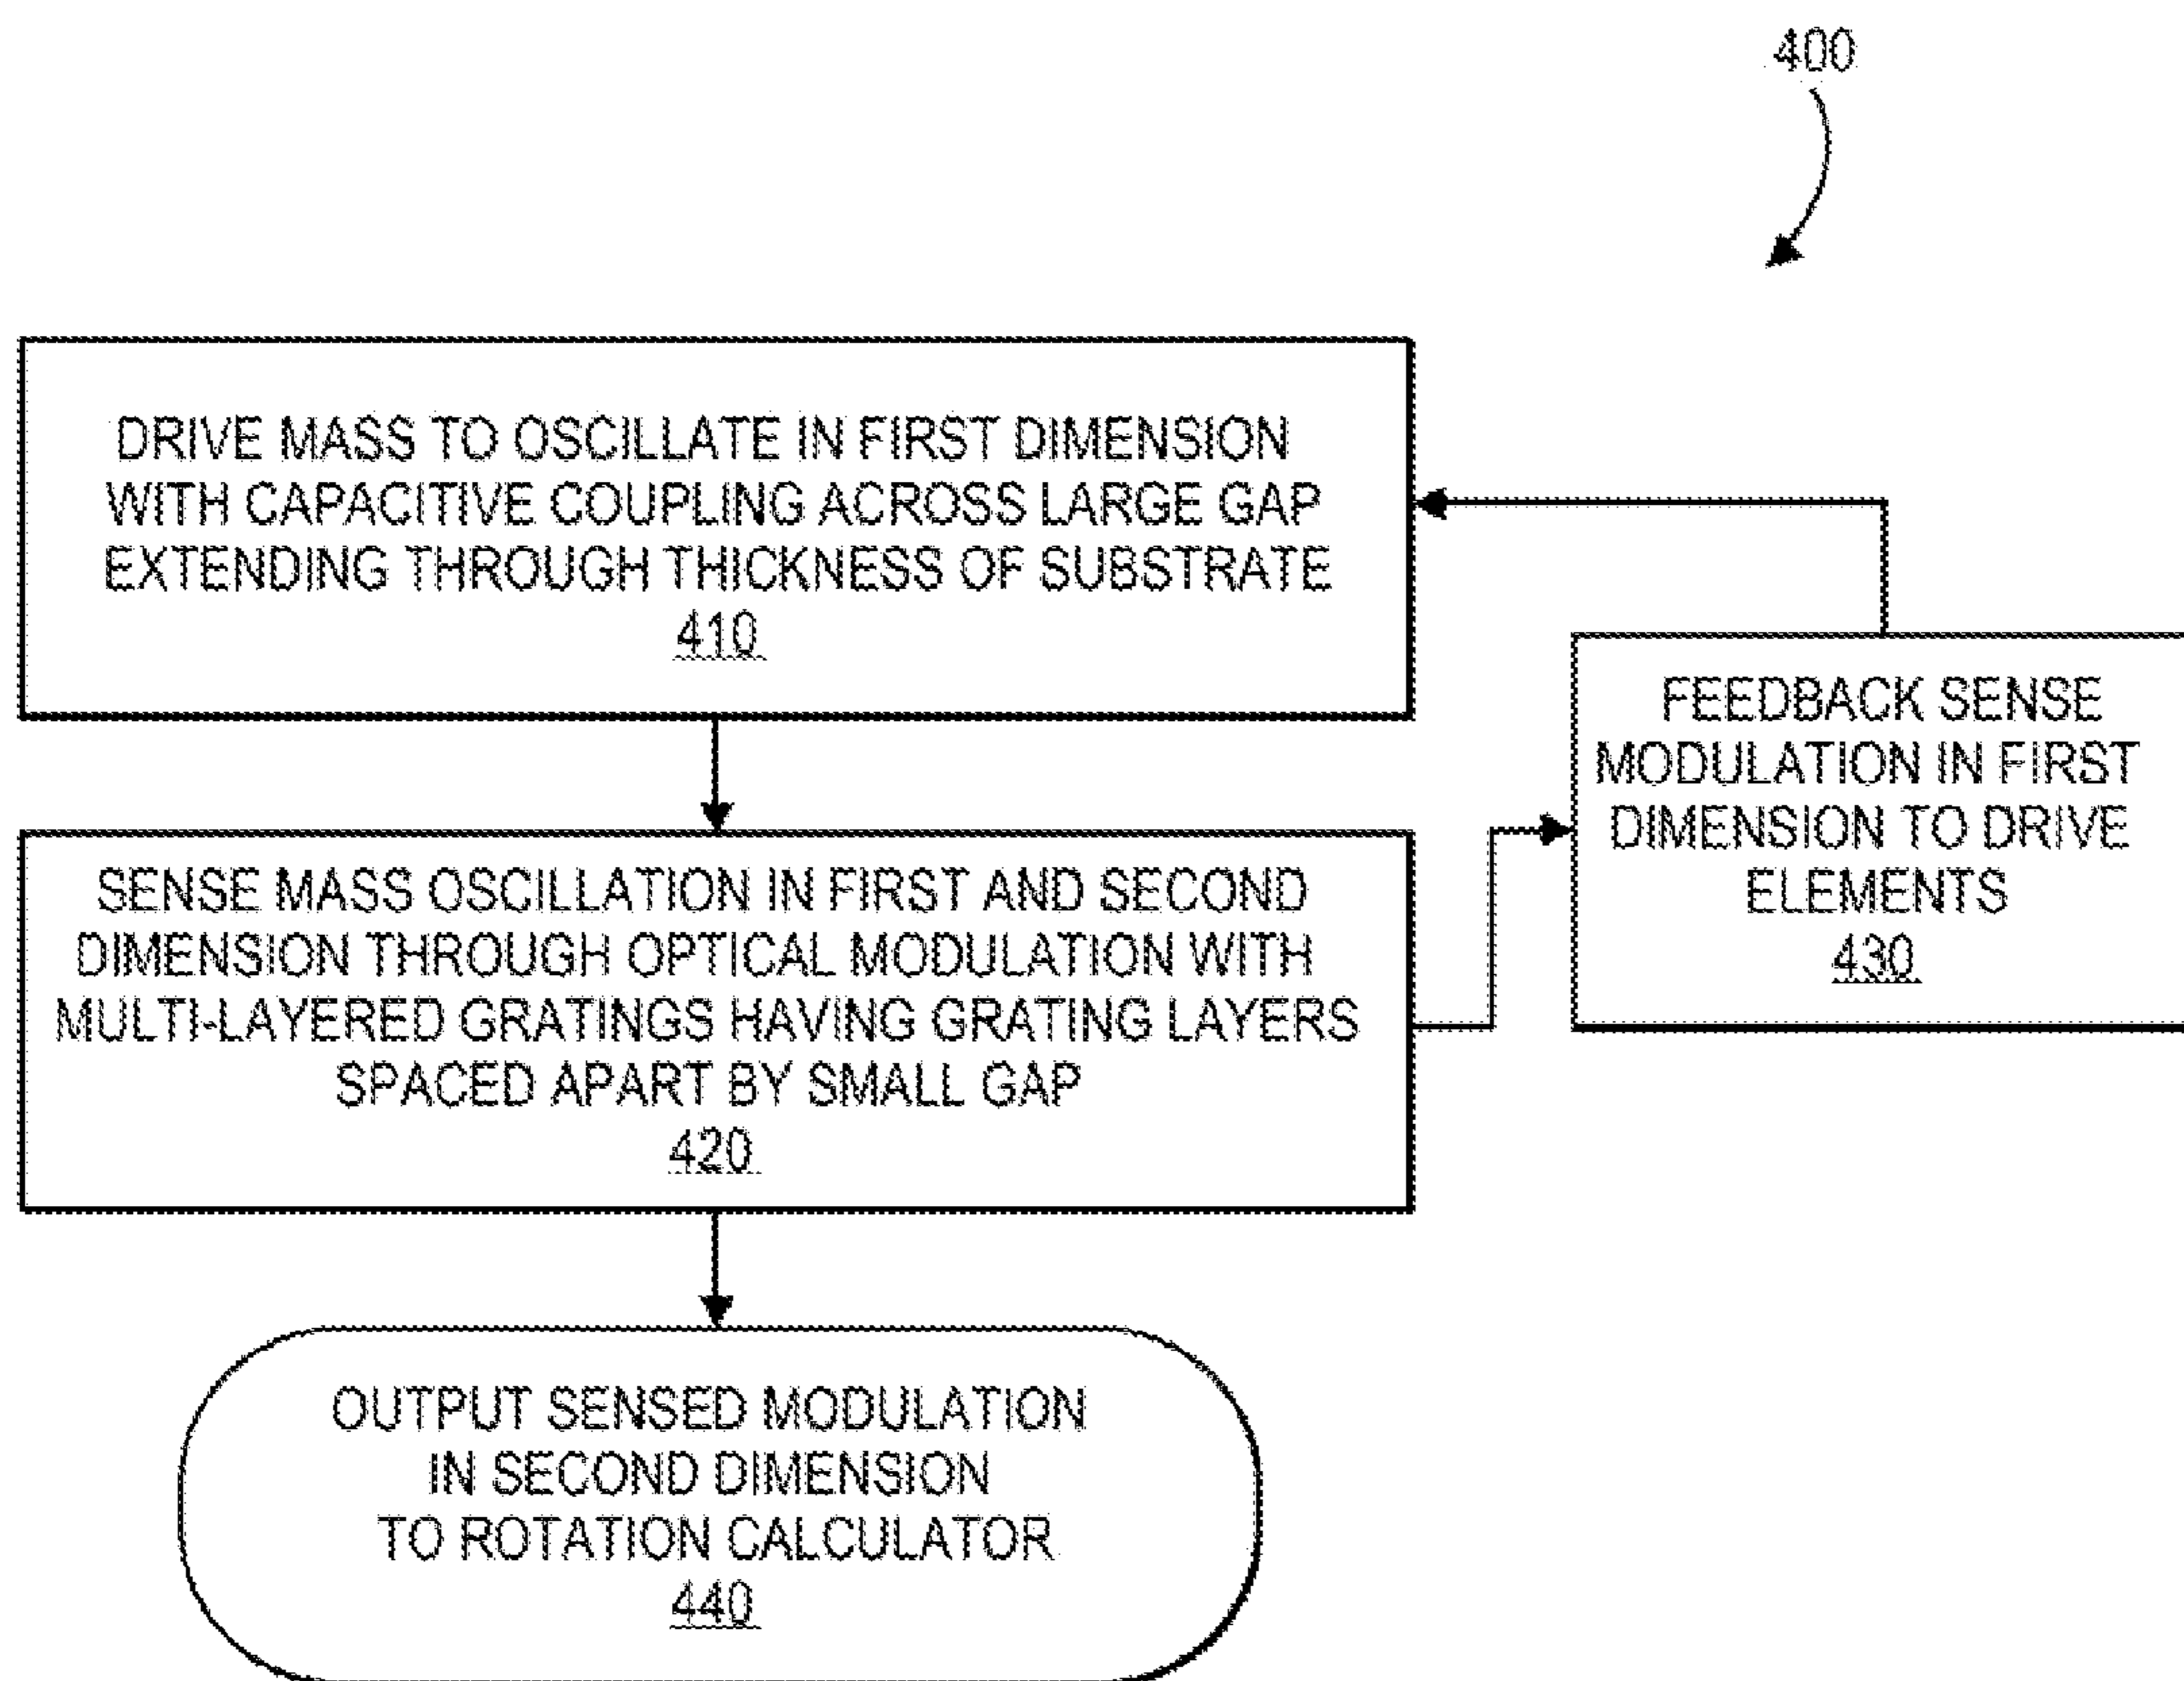 400
DRIVE MASS TO OSCILLATE IN FIRST DIMENSION
WITH CAPACITIVE COUPLING ACROSS LARGE GAP
EXTENDING THROUGH THICKNESS OF SUBSTRATE
410
SENSE MASS OSCILLATION IN FIRST AND SECOND
DIMENSION THROUGH OPTICAL MODULATION WITH
MULTI-LAYERED GRATINGS HAVING GRATING LAYERS
SPACED APART BY SMALL GAP
420
FEEDBACK SENSE
MODULATION IN FIRST
DIMENSION TO DRIVE
ELEMENTS
430
OUTPUT SENSED MODULATION
IN SECOND DIMENSION
TO ROTATION CALCULATOR
440